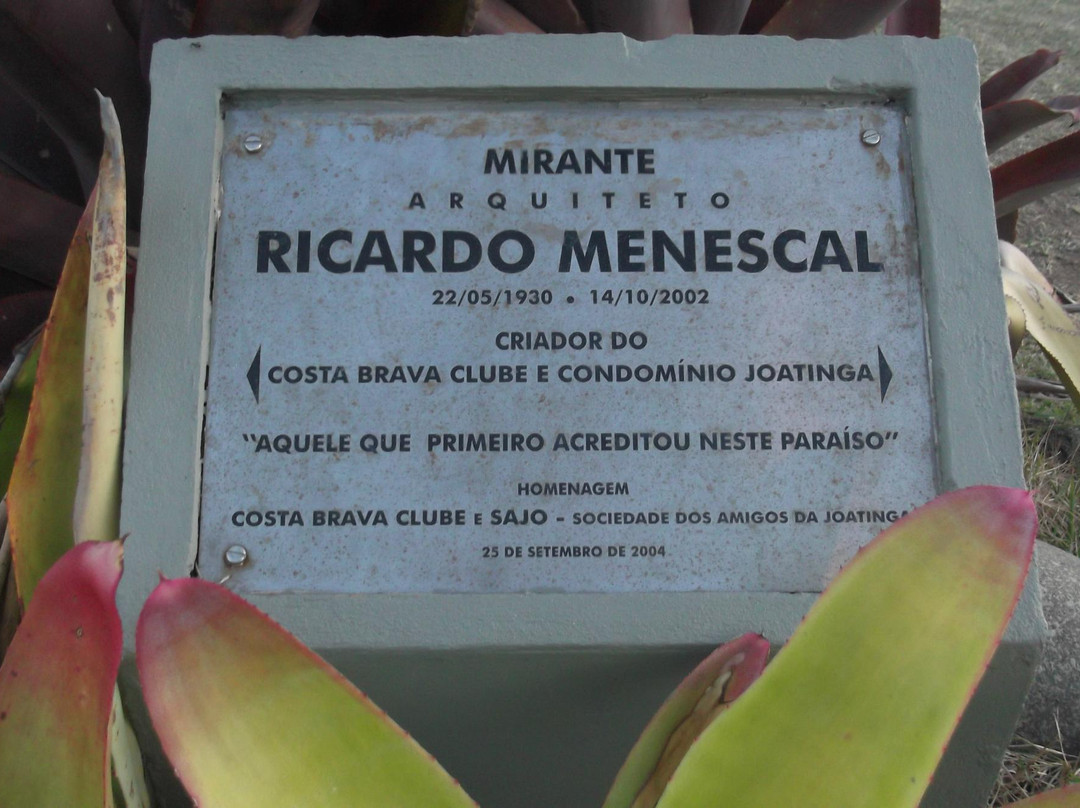 MIRANTE
ARQUITETO
RICARDO MENESCAL
22/05/1930 • 14/10/2002
CRIADOR DO
COSTA BRAVA CLUBE E CONDOMÍNIO JOATINGA
"AQUELE QUE PRIMEIRO ACREDITOU NESTE PARAÍSO"
HOMENAGEM
COSTA BRAVA CLUBE E SAJO - SOCIEDADE DOS AMIGOS DA JOATINGA
25 DE SETEMBRO DE 2004